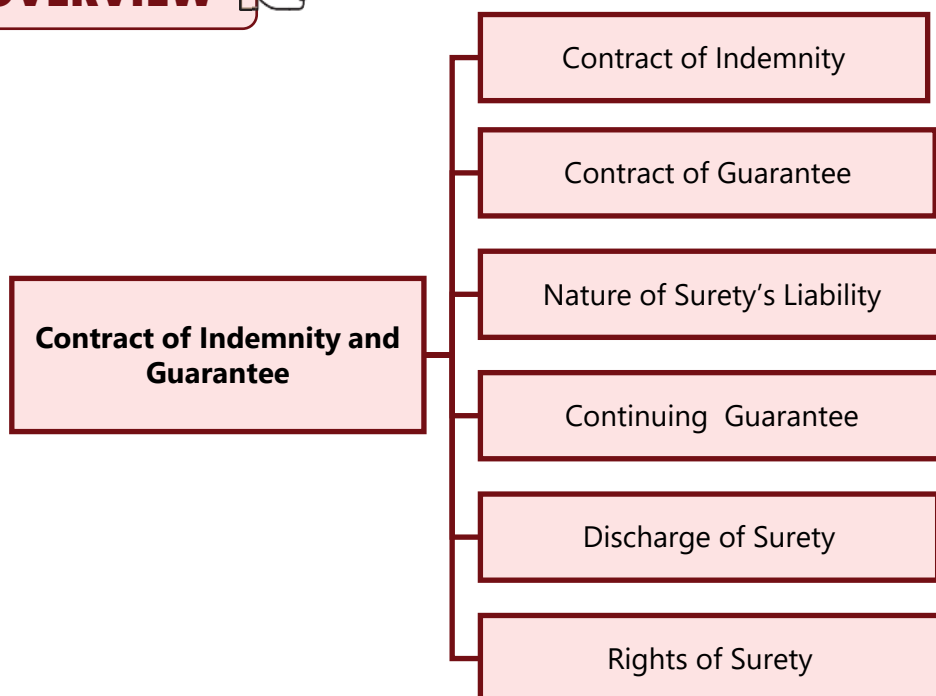 OVERVIEW
Contract of Indemnity
Contract of Guarantee
Nature of Surety’s Liability
Contract of Indemnity and
Guarantee
Continuing Guarantee
Discharge of Surety
Rights of Surety